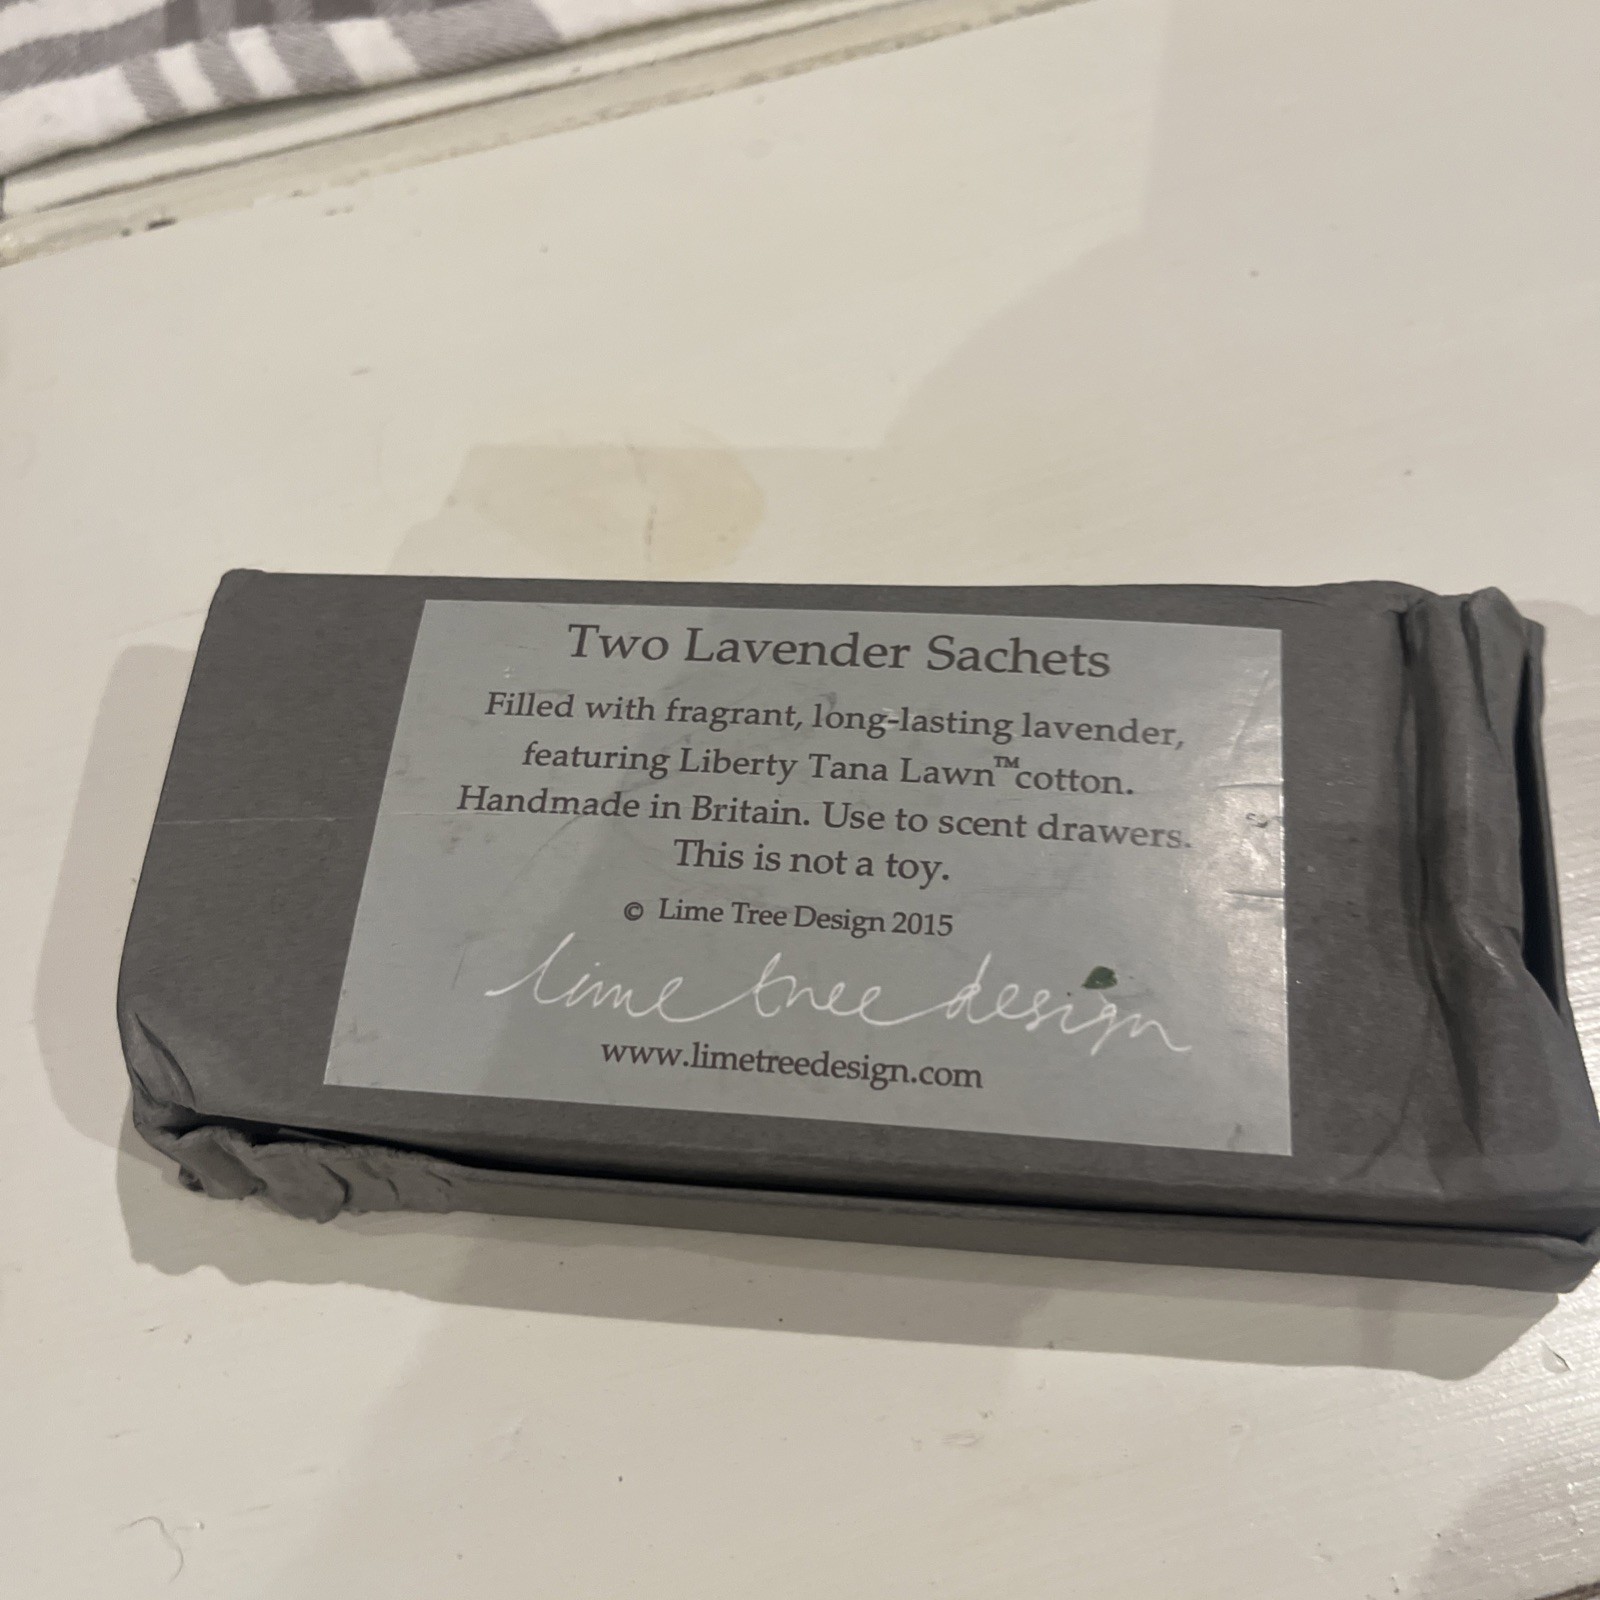 Two Lavender Sachets
Filled with fragrant, long-lasting lavender,
featuring Liberty Tana Lawn™ cotton.
Handmade in Britain. Use to scent drawers.
This is not a toy.
© Lime Tree Design 2015
lime tree design
www.limetreedesign.com